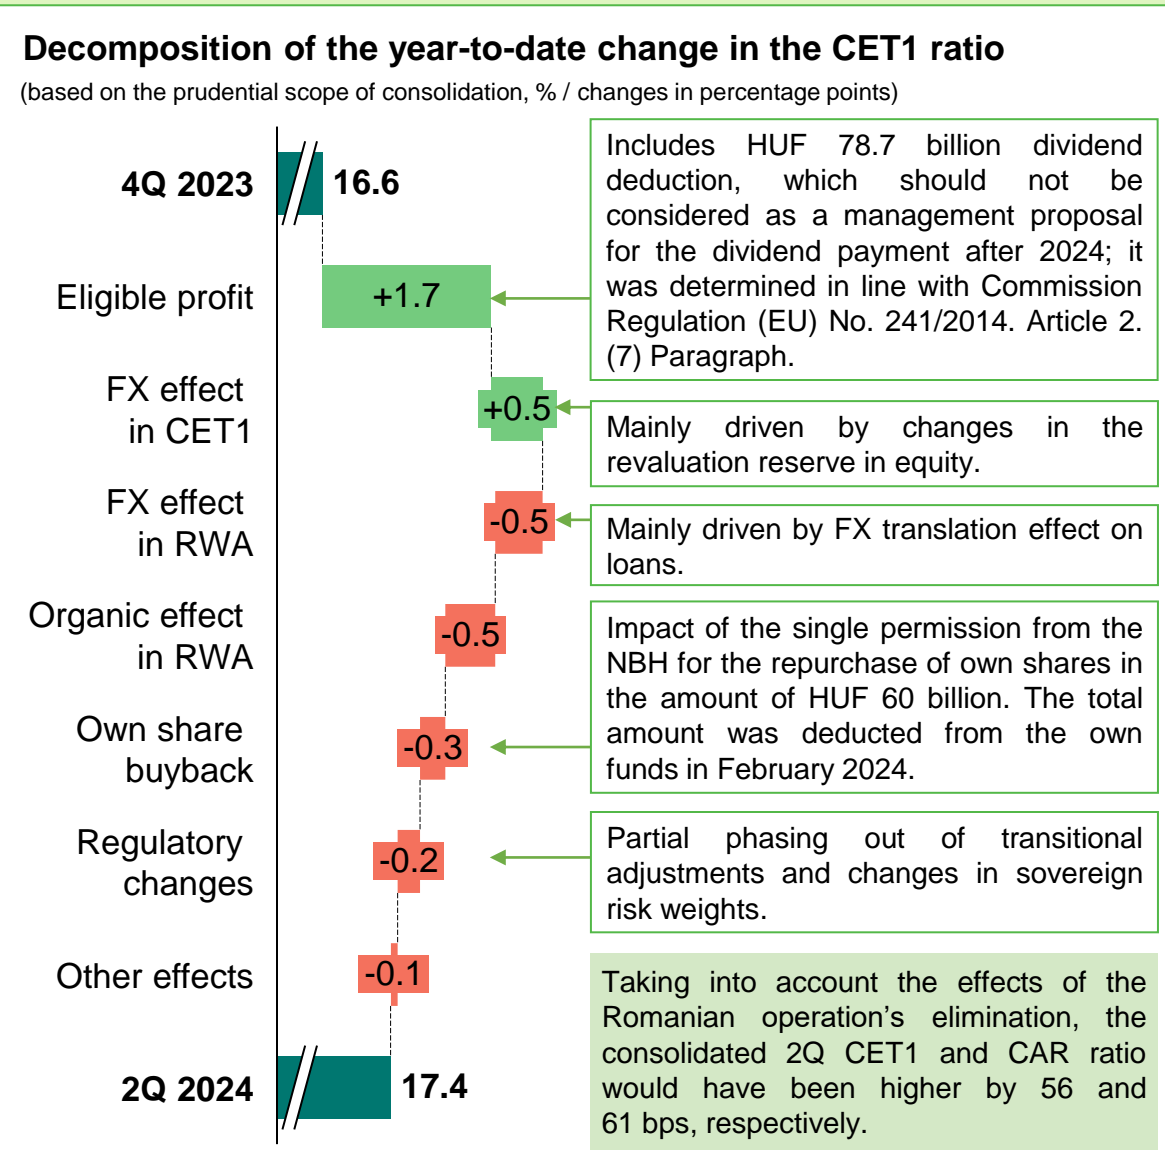 Decomposition of the year-to-date change in the CET1 ratio
(based on the prudential scope of consolidation, % / changes in percentage points)
4Q 2023
16.6
Includes HUF 78.7 billion dividend
deduction, which should not be
considered as a management proposal
for the dividend payment after 2024; it
was determined in line with Commission
Regulation (EU) No. 241/2014. Article 2.
(7) Paragraph.
Eligible profit
+1.7
FX effect
in CET1
+0.5
Mainly driven by changes in the
revaluation reserve in equity.
FX effect
in RWA
-0.5
Mainly driven by FX translation effect on
loans.
Organic effect
in RWA
-0.5
Own share
buyback
-0.3
Impact of the single permission from the
NBH for the repurchase of own shares in
the amount of HUF 60 billion. The total
amount was deducted from the own
funds in February 2024.
Regulatory
changes
-0.2
Partial phasing out of transitional
adjustments and changes in sovereign
risk weights.
Other effects
-0.1
2Q 2024
17.4
Taking into account the effects of the
Romanian operation's elimination, the
consolidated 2Q CET1 and CAR ratio
would have been higher by 56 and
61 bps, respectively.